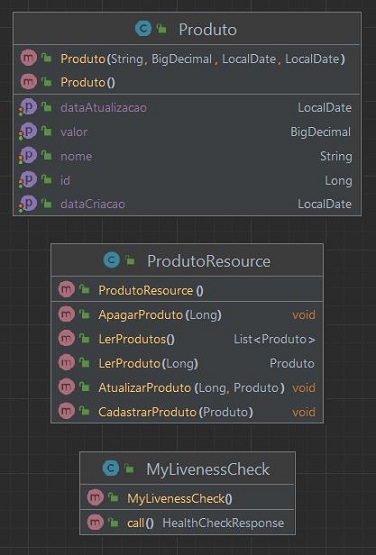 Produto
Produto(String, BigDecimal, LocalDate, LocalDate)
Produto()
dataAtualizacao LocalDate
valor BigDecimal
nome String
id Long
dataCriacao LocalDate
ProdutoResource
ProdutoResource()
ApagarProduto(Long) void
LerProdutos() List<Produto>
LerProduto(Long) Produto
AtualizarProduto(Long, Produto) void
CadastrarProduto(Produto) void
MyLivenessCheck
MyLivenessCheck()
call() HealthCheckResponse